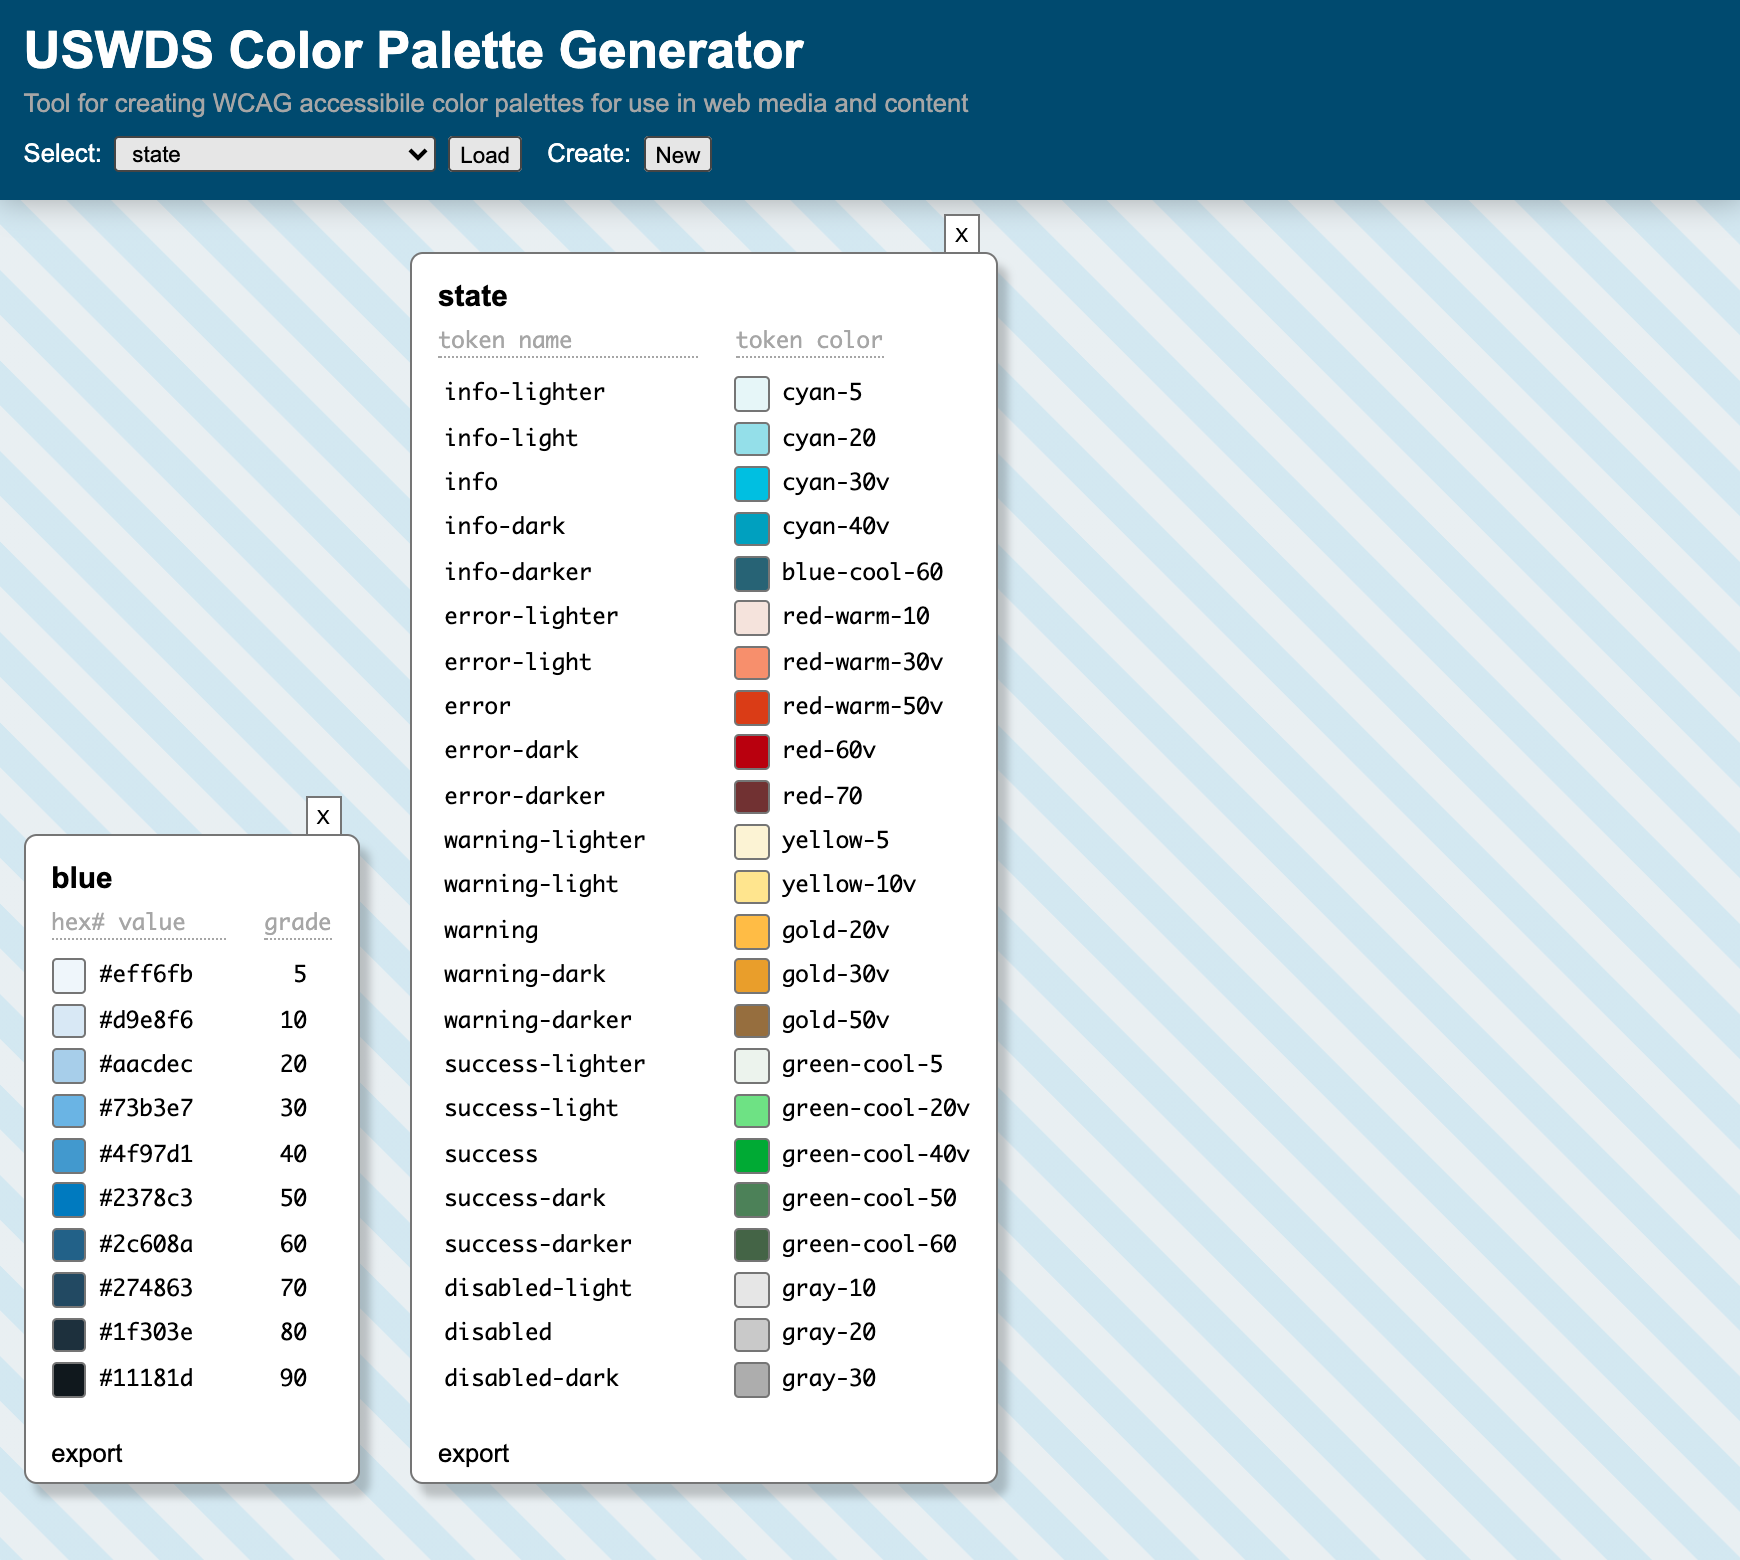 USWDS Color Palette Generator
Tool for creating WCAG accessibile color palettes for use in web media and content
Select: state Load Create: New
x
state
token name token color
info-lighter cyan-5
info-light cyan-20
info cyan-30v
info-dark cyan-40v
info-darker blue-cool-60
error-lighter red-warm-10
error-light red-warm-30v
error red-warm-50v
error-dark red-60v
error-darker red-70
warning-lighter yellow-5
warning-light yellow-10v
warning gold-20v
warning-dark gold-30v
warning-darker gold-50v
success-lighter green-cool-5
success-light green-cool-20v
success green-cool-40v
success-dark green-cool-50
success-darker green-cool-60
disabled-light gray-10
disabled gray-20
disabled-dark gray-30
export
x
blue
hex# value grade
#eff6fb 5
#d9e8f6 10
#aacdec 20
#73b3e7 30
#4f97d1 40
#2378c3 50
#2c608a 60
#274863 70
#1f303e 80
#11181d 90
export